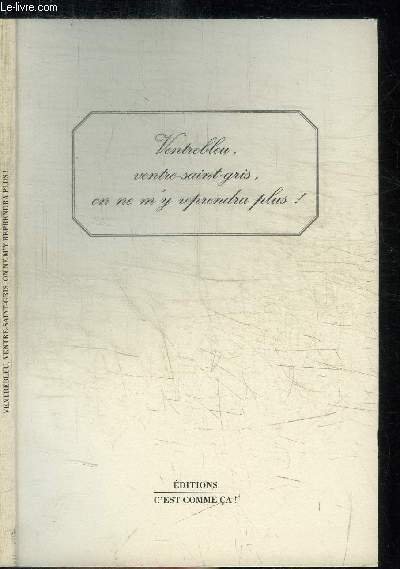 Le-livre.com
Ventrebleu,
ventre-saint-gris,
on ne m'y reprendra plus !
VENTREBLEU, VENTRE-SAINT-GRIS, ON NE M'Y REPRENDRA PLUS !
ÉDITIONS
C'EST COMME ÇA !